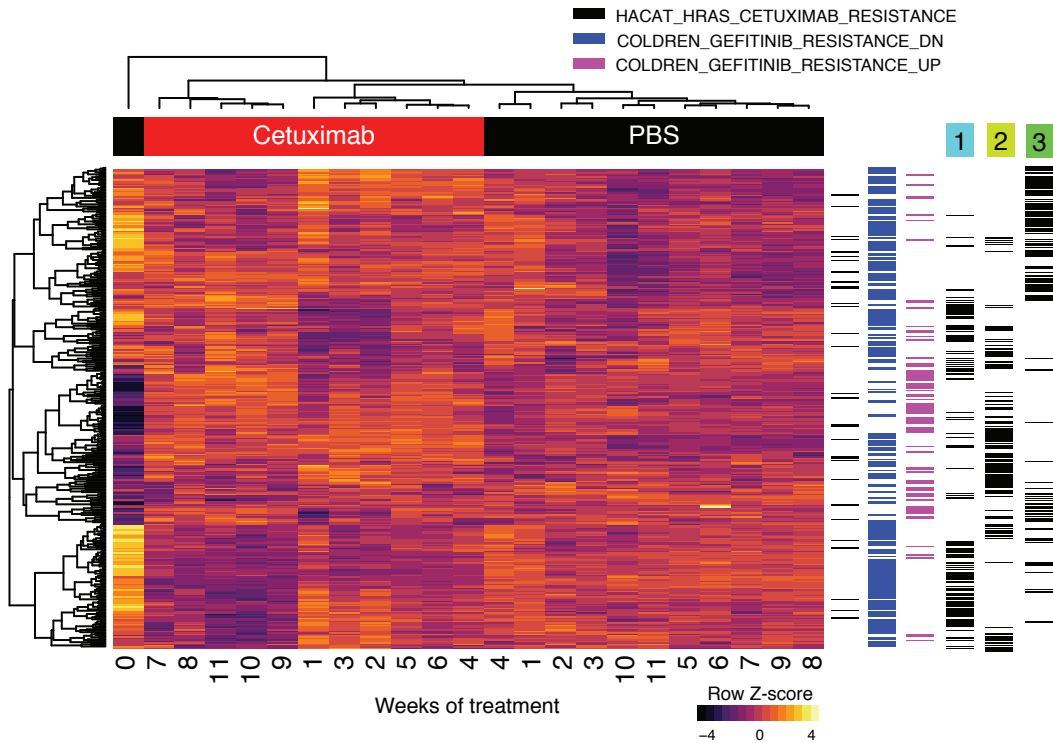 HACAT_HRAS_CETUXIMAB_RESISTANCE
COLDREN_GEFITINIB_RESISTANCE_DN
COLDREN_GEFITINIB_RESISTANCE_UP
Cetuximab PBS 1 2 3
0 7 8 11 10 9 1 3 2 5 6 4 4 1 2 3 10 11 5 6 7 9 8
Weeks of treatment
Row Z-score
−4 0 4